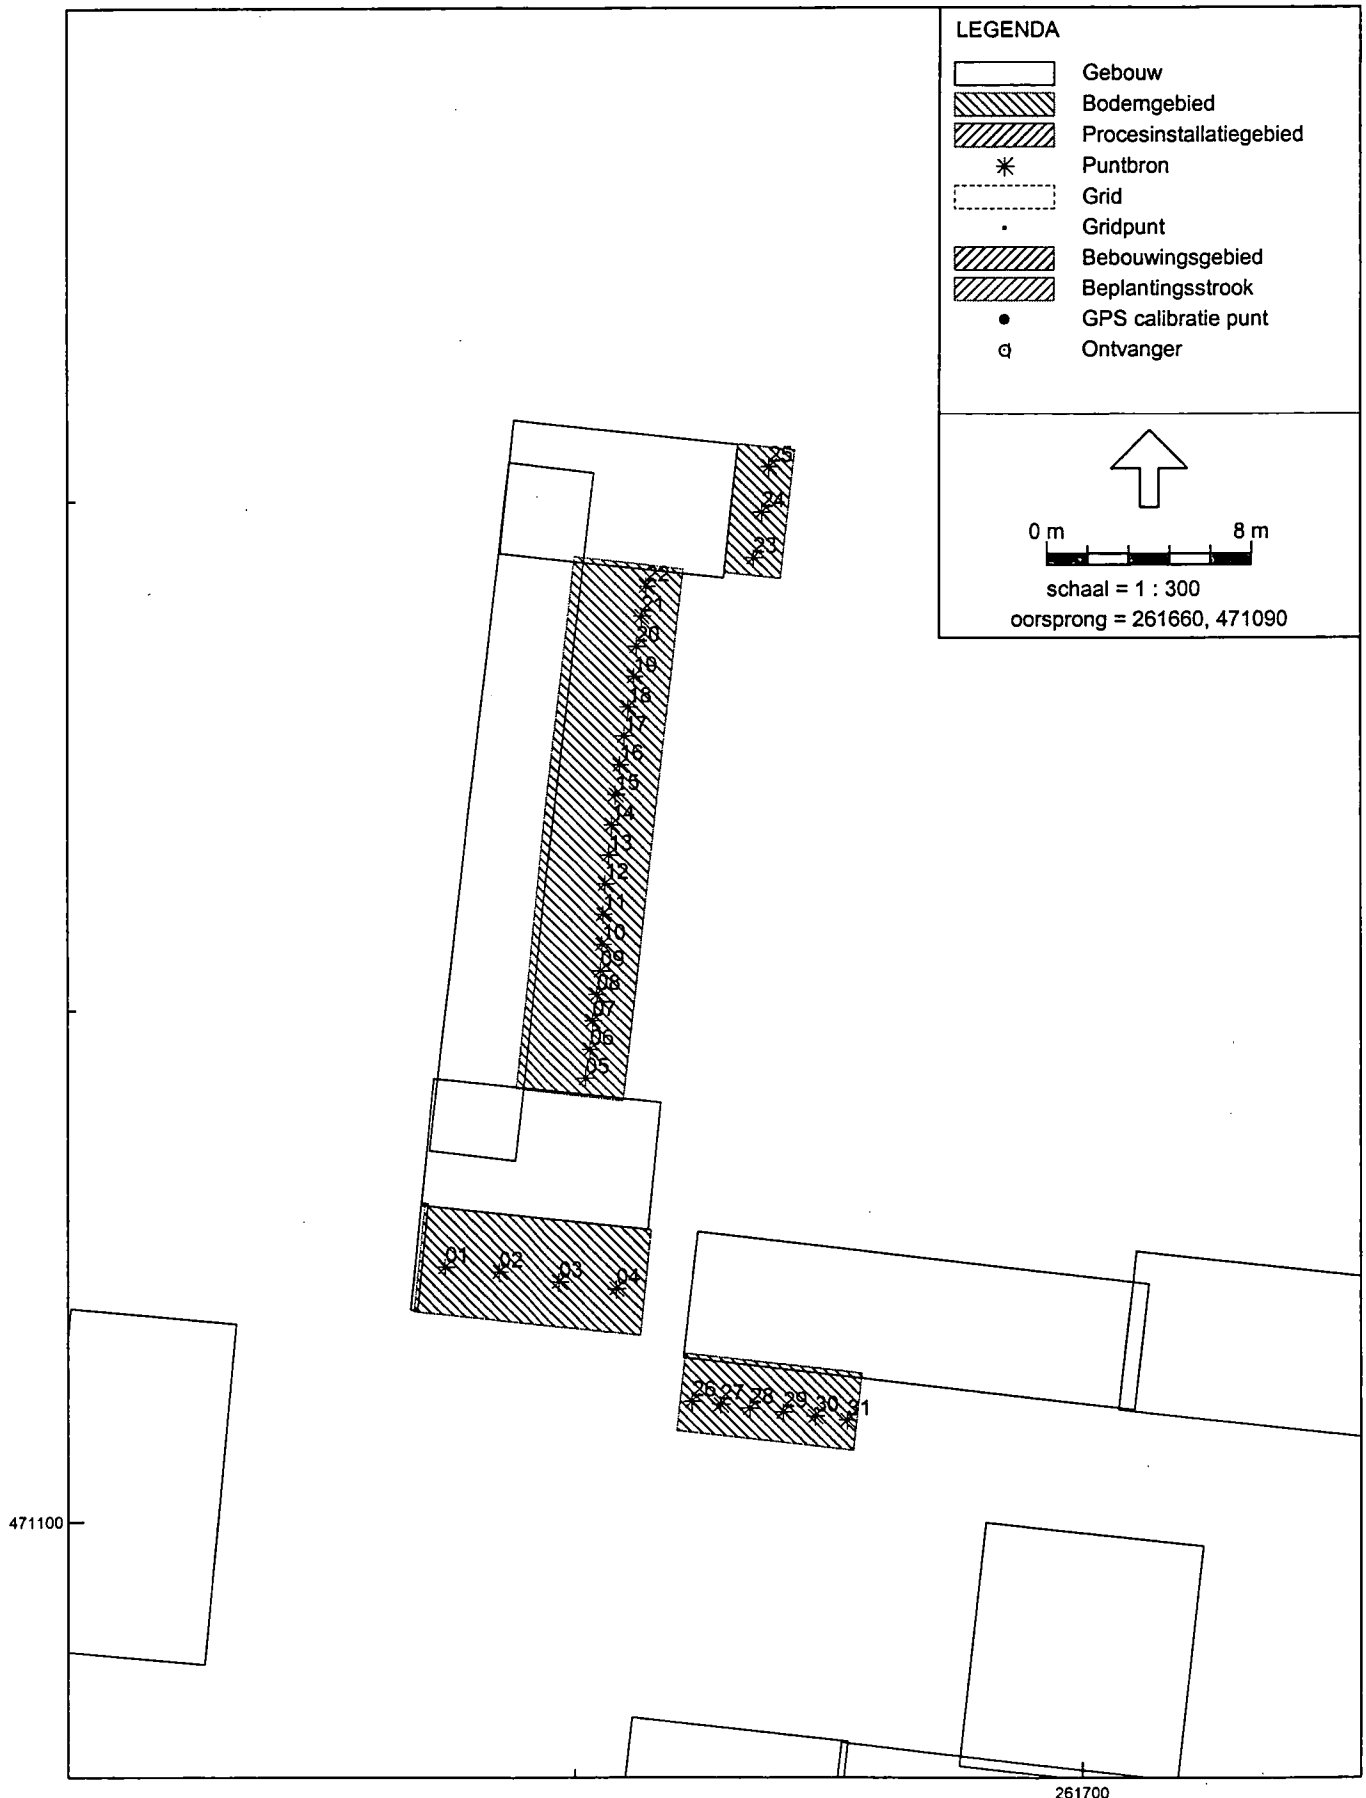 LEGENDA
Gebouw
Bodemgebied
Procesinstallatiegebied
Puntbron
Grid
Gridpunt
Bebouwingsgebied
Beplantingsstrook
GPS calibratie punt
Ontvanger
0 m 8 m
schaal = 1 : 300
oorsprong = 261660, 471090
25
24
23
22
21
20
19
18
17
16
15
14
13
12
11
10
09
08
07
06
05
01 02 03 04
26 27 28 29 30 31
471100
261700